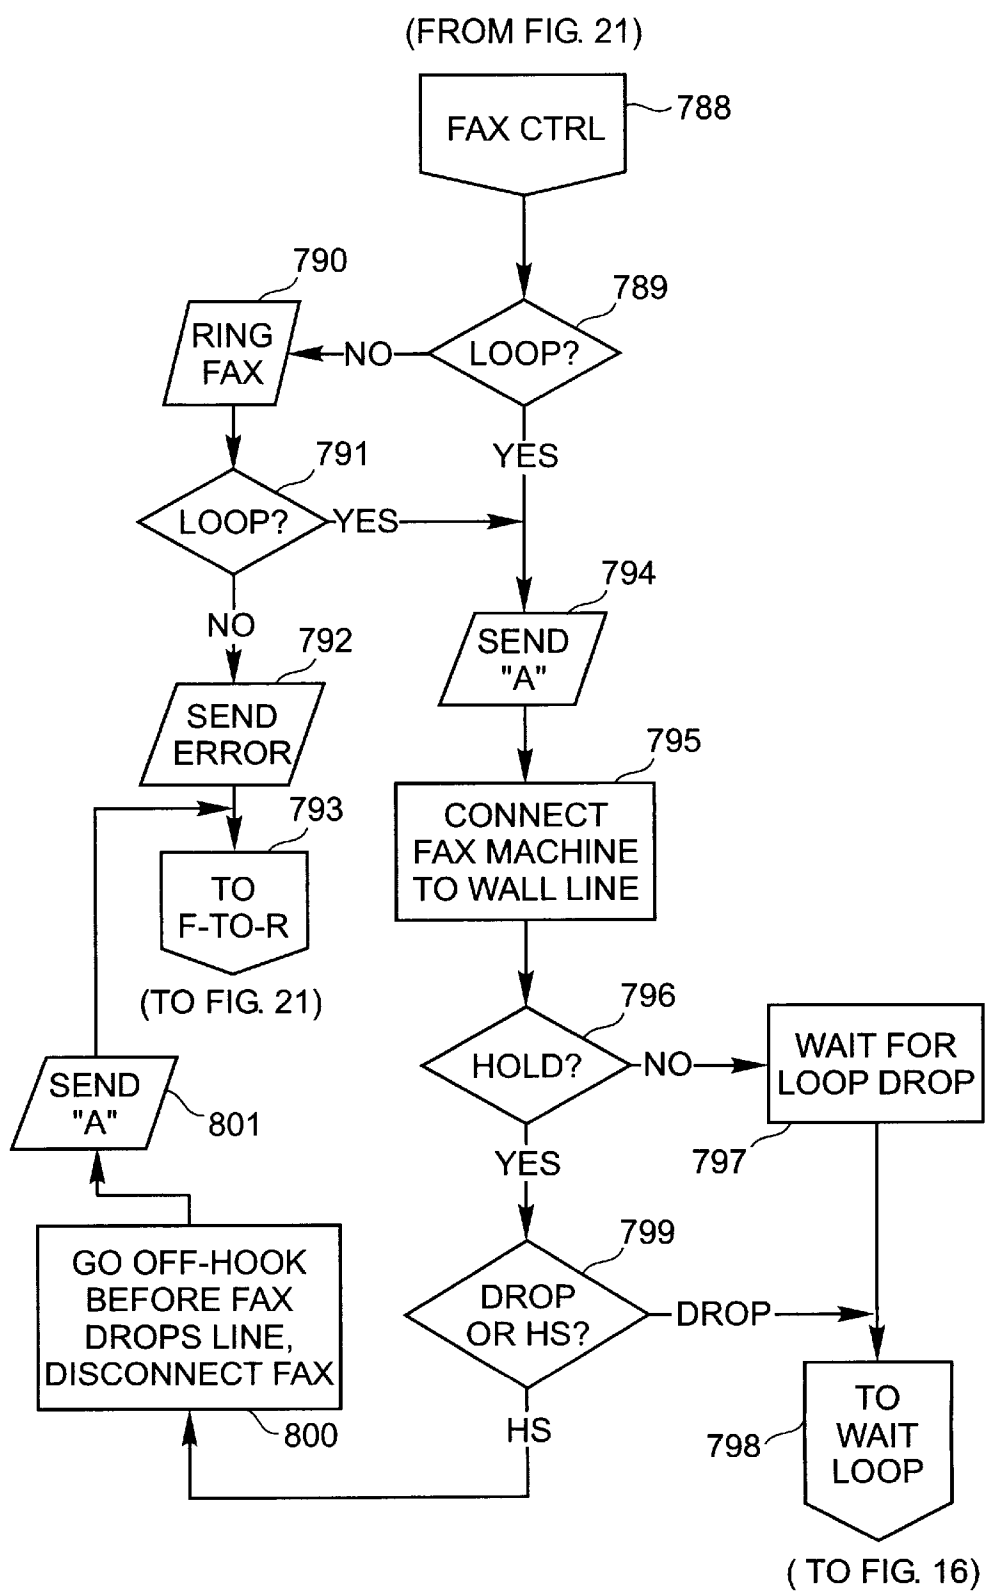 (FROM FIG. 21)
FAX CTRL
788
790
789
RING
FAX
NO
LOOP?
791
YES
LOOP?
YES
794
NO
792
SEND
"A"
SEND
ERROR
795
793
CONNECT
FAX MACHINE
TO WALL LINE
TO
F-TO-R
(TO FIG. 21)
796
HOLD?
NO
WAIT FOR
LOOP DROP
SEND
"A"
801
797
YES
799
GO OFF-HOOK
BEFORE FAX
DROPS LINE,
DISCONNECT FAX
DROP
OR HS?
DROP
800
HS
798
TO
WAIT
LOOP
( TO FIG. 16)